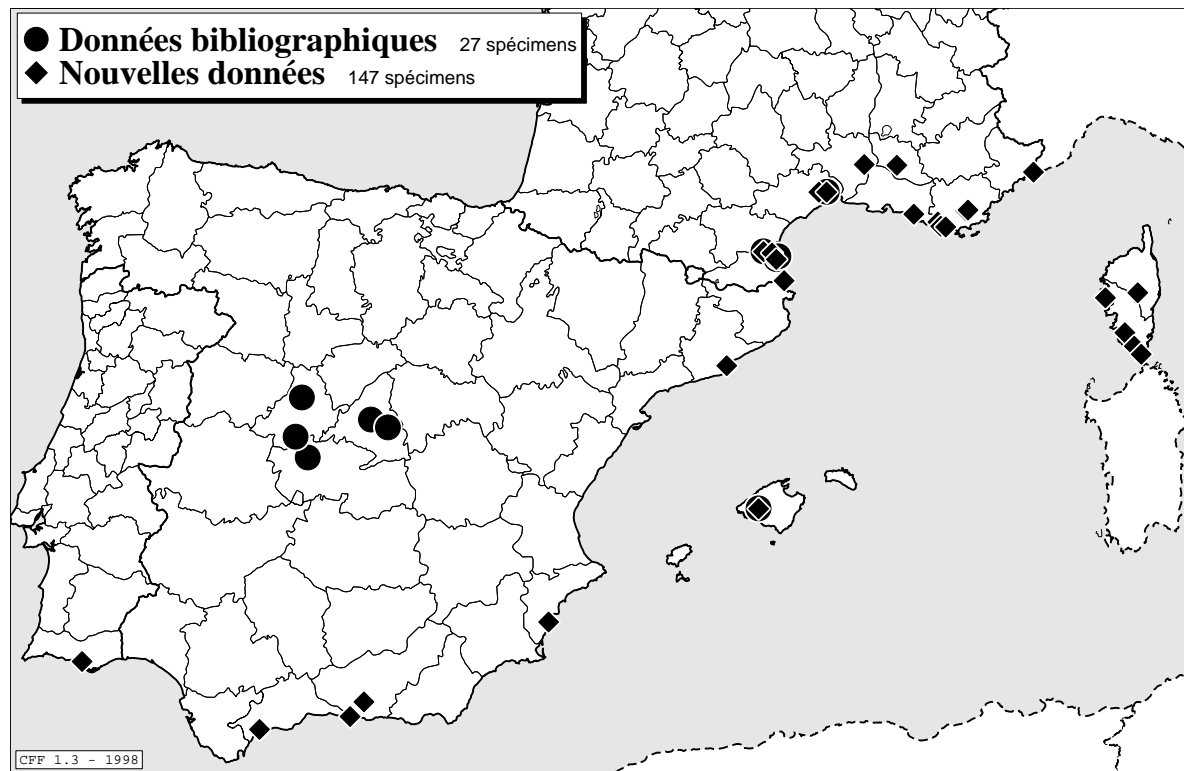 Données bibliographiques 27 spécimens
Nouvelles données 147 spécimens
CFF 1.3 - 1998